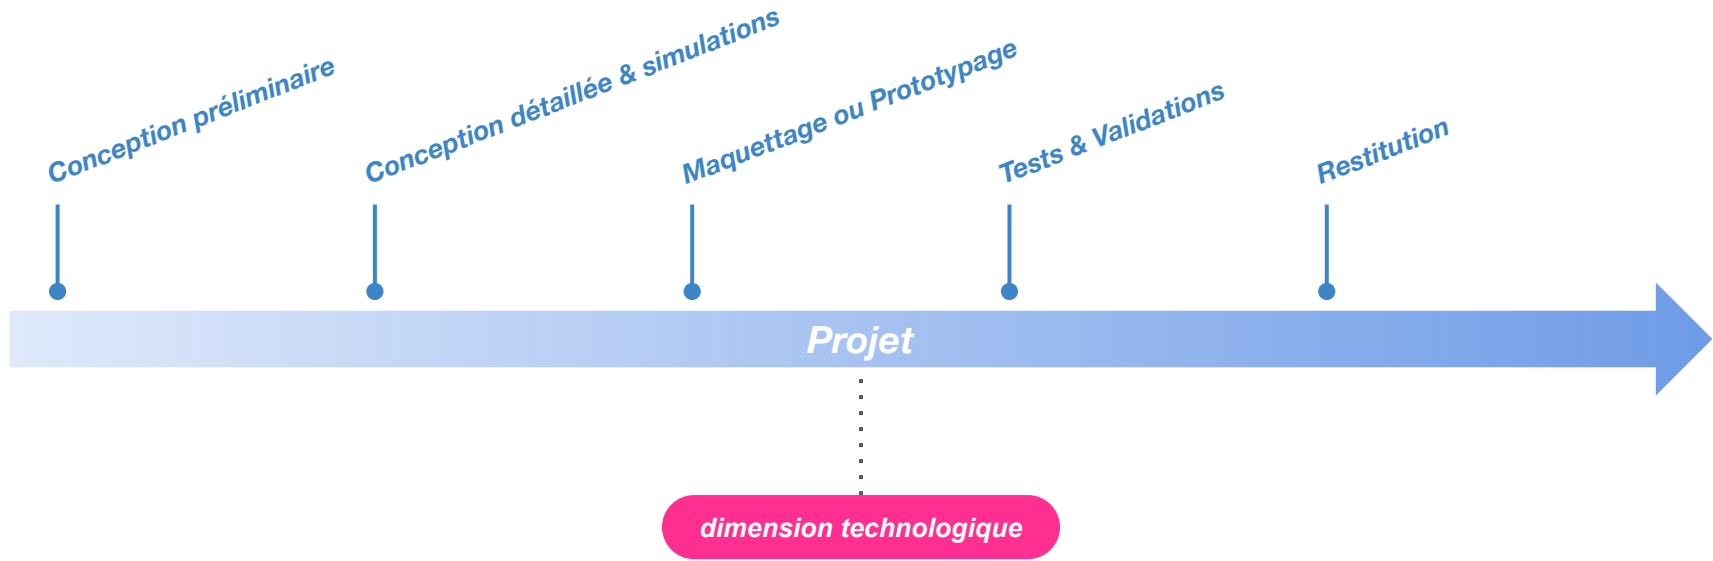 Conception préliminaire
Conception détaillée & simulations
Maquettage ou Prototypage
Tests & Validations
Restitution
Projet
dimension technologique